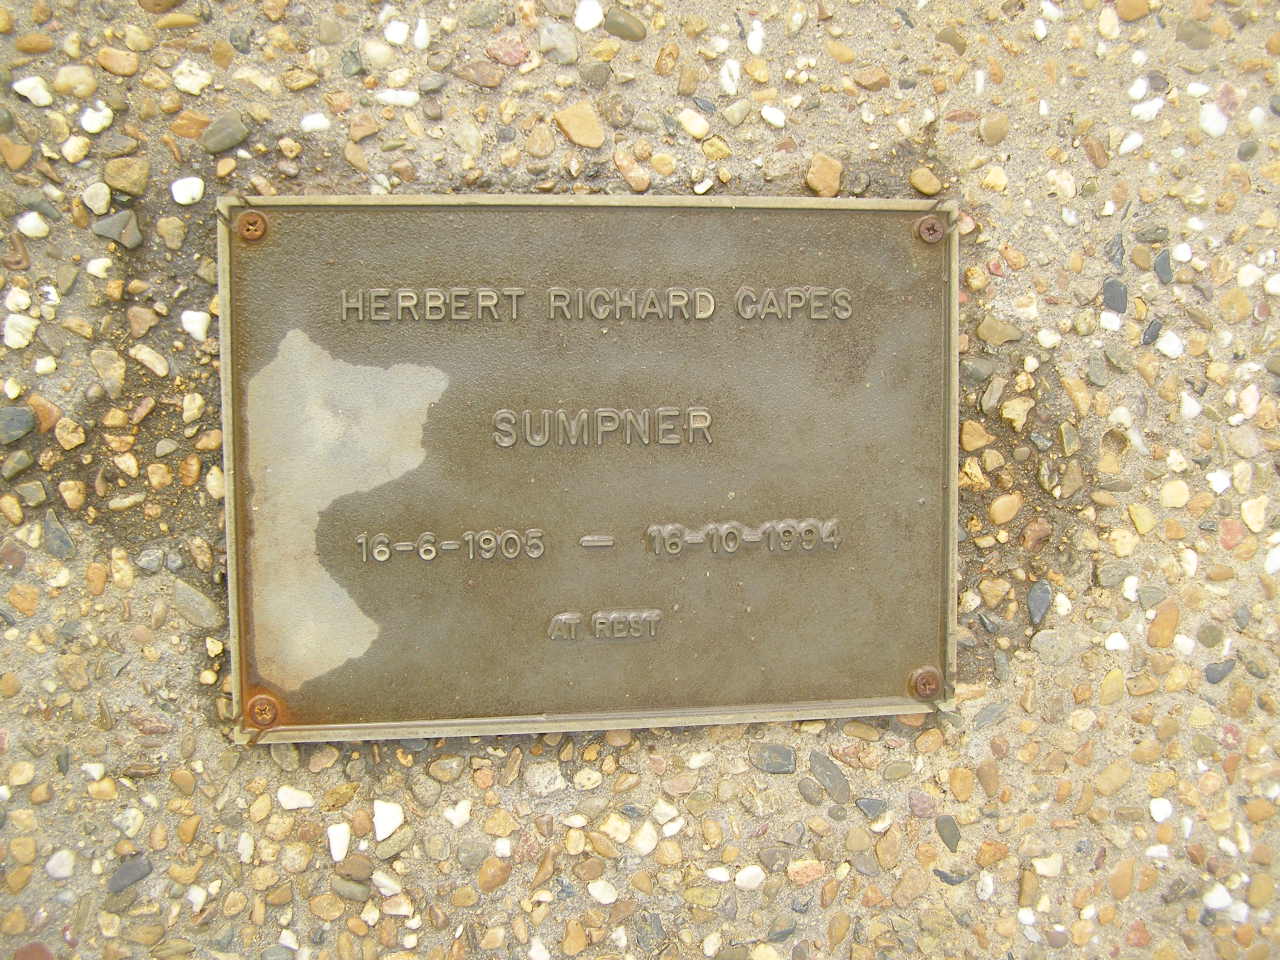 HERBERT RICHARD CAPES
SUMPNER
16-6-1905 — 16-10-1994
AT REST